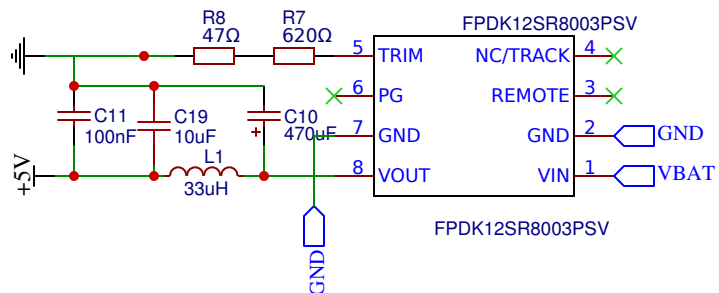 FPDK12SR8003PSV
R8
47Ω
R7
620Ω
5
TRIM
NC/TRACK
4
6
PG
REMOTE
3
C11
100nF
C19
10uF
C10
470uF
+
7
GND
GND
2
GND
L1
33uH
8
VOUT
VIN
1
VBAT
+5V
GND
FPDK12SR8003PSV